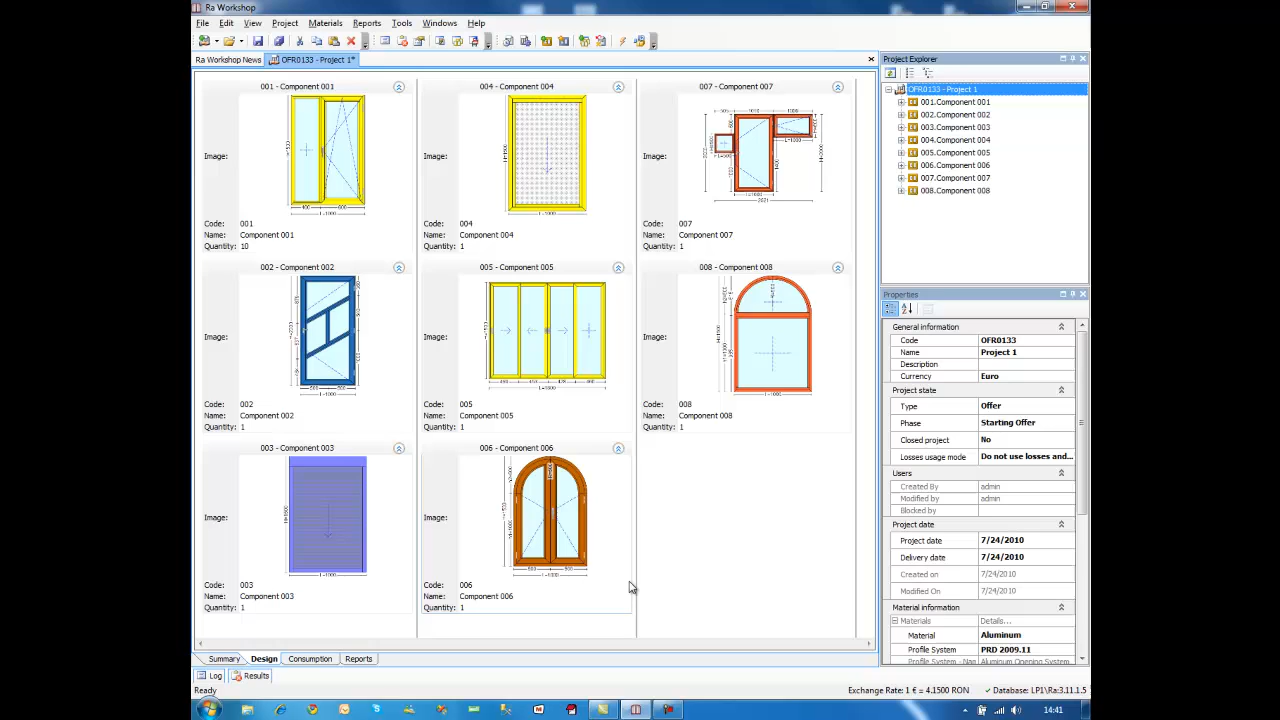 Ra Workshop
File Edit View Project Materials Reports Tools Windows Help
Ra Workshop News OFR0133 - Project 1*
001 - Component 001
Image:
Code: 001
Name: Component 001
Quantity: 10
002 - Component 002
Image:
Code: 002
Name: Component 002
Quantity: 1
003 - Component 003
Image:
Code: 003
Name: Component 003
Quantity: 1
004 - Component 004
Image:
Code: 004
Name: Component 004
Quantity: 1
005 - Component 005
Image:
Code: 005
Name: Component 005
Quantity: 1
006 - Component 006
Image:
Code: 006
Name: Component 006
Quantity: 1
007 - Component 007
Image:
Code: 007
Name: Component 007
Quantity: 1
008 - Component 008
Image:
Code: 008
Name: Component 008
Quantity: 1
Summary Design Consumption Reports
Log Results
Project Explorer
OFR0133 - Project 1
001.Component 001
002.Component 002
003.Component 003
004.Component 004
005.Component 005
006.Component 006
007.Component 007
008.Component 008
Properties
General information
Code OFR0133
Name Project 1
Description
Currency Euro
Project state
Type Offer
Phase Starting Offer
Closed project No
Losses usage mode Do not use losses and...
Users
Created By admin
Modified by admin
Blocked by
Project date
Project date 7/24/2010
Delivery date 7/24/2010
Created on 7/24/2010
Modified On 7/24/2010
Material information
Materials Details...
Material Aluminum
Profile System PRD 2009.11
Profile System - Nam Aluminum Opening System
Ready
Exchange Rate: 1 € = 4.1500 RON
Database: LP1\Ra:3.11.1.5
14:41